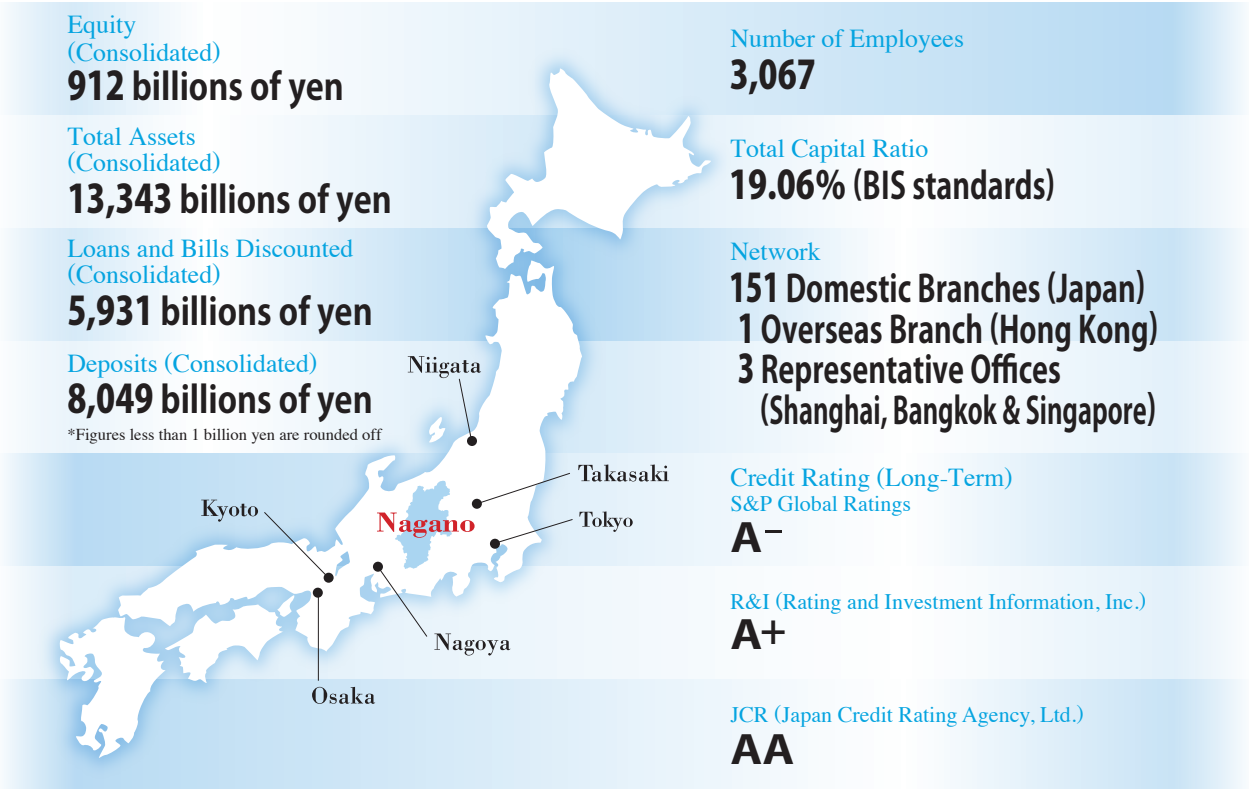 Equity
(Consolidated)
912 billions of yen
Total Assets
(Consolidated)
13,343 billions of yen
Loans and Bills Discounted
(Consolidated)
5,931 billions of yen
Deposits (Consolidated)
8,049 billions of yen
*Figures less than 1 billion yen are rounded off
Niigata
Takasaki
Kyoto
Nagano
Tokyo
Nagoya
Osaka
Number of Employees
3,067
Total Capital Ratio
19.06% (BIS standards)
Network
151 Domestic Branches (Japan)
1 Overseas Branch (Hong Kong)
3 Representative Offices
(Shanghai, Bangkok & Singapore)
Credit Rating (Long-Term)
S&P Global Ratings
A−
R&I (Rating and Investment Information, Inc.)
A+
JCR (Japan Credit Rating Agency, Ltd.)
AA